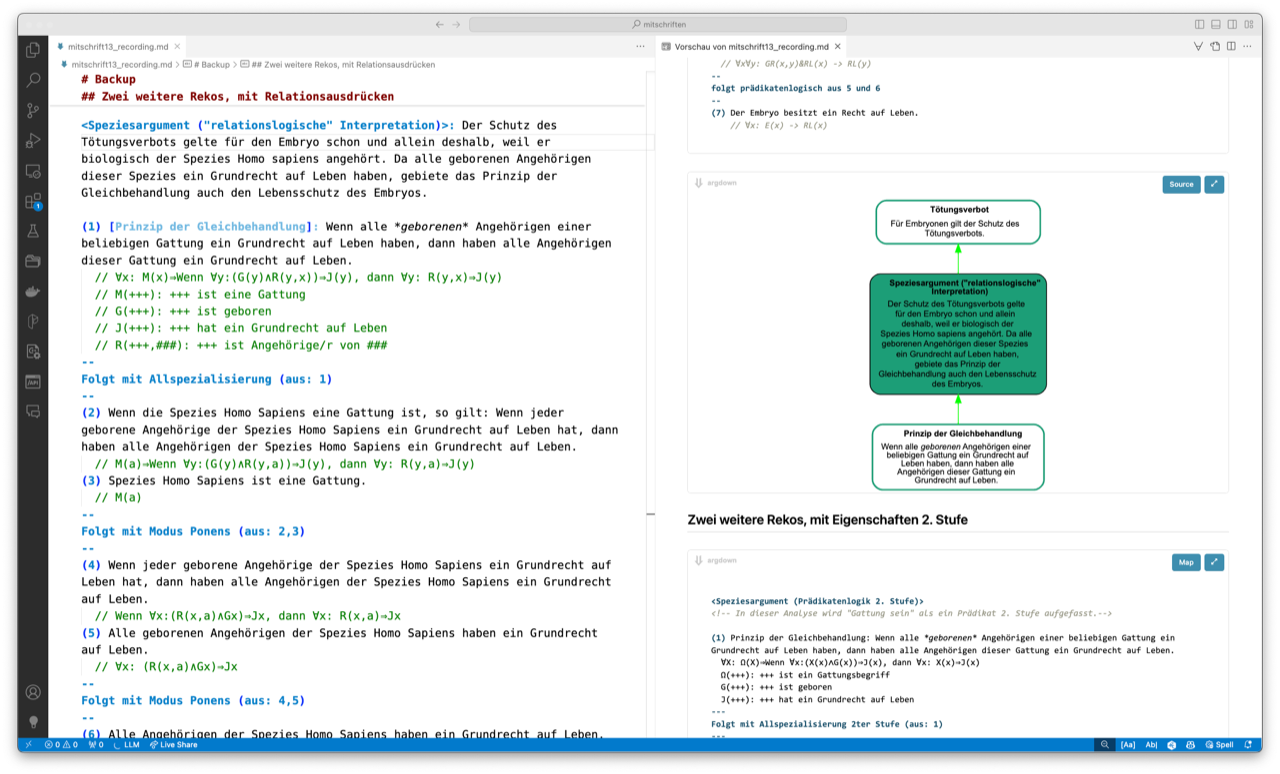 mitschriften
mitschrift13_recording.md
mitschrift13_recording.md > # Backup > ## Zwei weitere Rekos, mit Relationsausdrücken
# Backup
## Zwei weitere Rekos, mit Relationsausdrücken
<Speziesargument ("relationslogische" Interpretation)>: Der Schutz des
Tötungsverbots gelte für den Embryo schon und allein deshalb, weil er
biologisch der Spezies Homo sapiens angehört. Da alle geborenen Angehörigen
dieser Spezies ein Grundrecht auf Leben haben, gebiete das Prinzip der
Gleichbehandlung auch den Lebensschutz des Embryos.
(1) [Prinzip der Gleichbehandlung]: Wenn alle *geborenen* Angehörigen einer
beliebigen Gattung ein Grundrecht auf Leben haben, dann haben alle Angehörigen
dieser Gattung ein Grundrecht auf Leben.
// ∀x: M(x)→Wenn ∀y:(G(y)∧R(y,x))→J(y), dann ∀y: R(y,x)→J(y)
// M(+++): +++ ist eine Gattung
// G(+++): +++ ist geboren
// J(+++): +++ hat ein Grundrecht auf Leben
// R(+++,###): +++ ist Angehörige/r von ###
--
Folgt mit Allspezialisierung (aus: 1)
--
(2) Wenn die Spezies Homo Sapiens eine Gattung ist, so gilt: Wenn jeder
geborene Angehörige der Spezies Homo Sapiens ein Grundrecht auf Leben hat, dann
haben alle Angehörigen der Spezies Homo Sapiens ein Grundrecht auf Leben.
// M(a)→Wenn ∀y:(G(y)∧R(y,a))→J(y), dann ∀y: R(y,a)→J(y)
(3) Spezies Homo Sapiens ist eine Gattung.
// M(a)
--
Folgt mit Modus Ponens (aus: 2,3)
--
(4) Wenn jeder geborene Angehörige der Spezies Homo Sapiens ein Grundrecht auf
Leben hat, dann haben alle Angehörigen der Spezies Homo Sapiens ein Grundrecht
auf Leben.
// Wenn ∀x:(R(x,a)∧Gx)→Jx, dann ∀x: R(x,a)→Jx
(5) Alle geborenen Angehörigen der Spezies Homo Sapiens haben ein Grundrecht
auf Leben.
// ∀x: (R(x,a)∧Gx)→Jx
--
Folgt mit Modus Ponens (aus: 4,5)
--
(6) Alle Angehörigen der Spezies Homo Sapiens haben ein Grundrecht auf Leben.
Vorschau von mitschrift13_recording.md
// ∀x∀y: GR(x,y)&RL(x) -> RL(y)
--
folgt prädikatenlogisch aus 5 und 6
--
(7) Der Embryo besitzt ein Recht auf Leben.
// ∀x: E(x) -> RL(x)
argdown
Source
Tötungsverbot
Für Embryonen gilt der Schutz des
Tötungsverbots.
Speziesargument ("relationslogische"
Interpretation)
Der Schutz des Tötungsverbots gelte
für den Embryo schon und allein
deshalb, weil er biologisch der
Spezies Homo sapiens angehört. Da alle
geborenen Angehörigen dieser Spezies
ein Grundrecht auf Leben haben,
gebiete das Prinzip der
Gleichbehandlung auch den Lebensschutz
des Embryos.
Prinzip der Gleichbehandlung
Wenn alle geborenen Angehörigen einer
beliebigen Gattung ein Grundrecht auf
Leben haben, dann haben alle
Angehörigen dieser Gattung ein
Grundrecht auf Leben.
Zwei weitere Rekos, mit Eigenschaften 2. Stufe
argdown
Map
<Speziesargument (Prädikatenlogik 2. Stufe)>
<!-- In dieser Analyse wird "Gattung sein" als ein Prädikat 2. Stufe aufgefasst.-->
(1) Prinzip der Gleichbehandlung: Wenn alle *geborenen* Angehörigen einer beliebigen Gattung ein
Grundrecht auf Leben haben, dann haben alle Angehörigen dieser Gattung ein Grundrecht auf Leben.
∀X: Ω(X)→Wenn ∀x:(X(x)∧G(x))→J(x), dann ∀x: X(x)→J(x)
Ω(+++): +++ ist ein Gattungsbegriff
G(+++): +++ ist geboren
J(+++): +++ hat ein Grundrecht auf Leben
---
Folgt mit Allspezialisierung 2ter Stufe (aus: 1)
---
1
0 0 0 LLM Live Share
[Aa] Ab| Spell